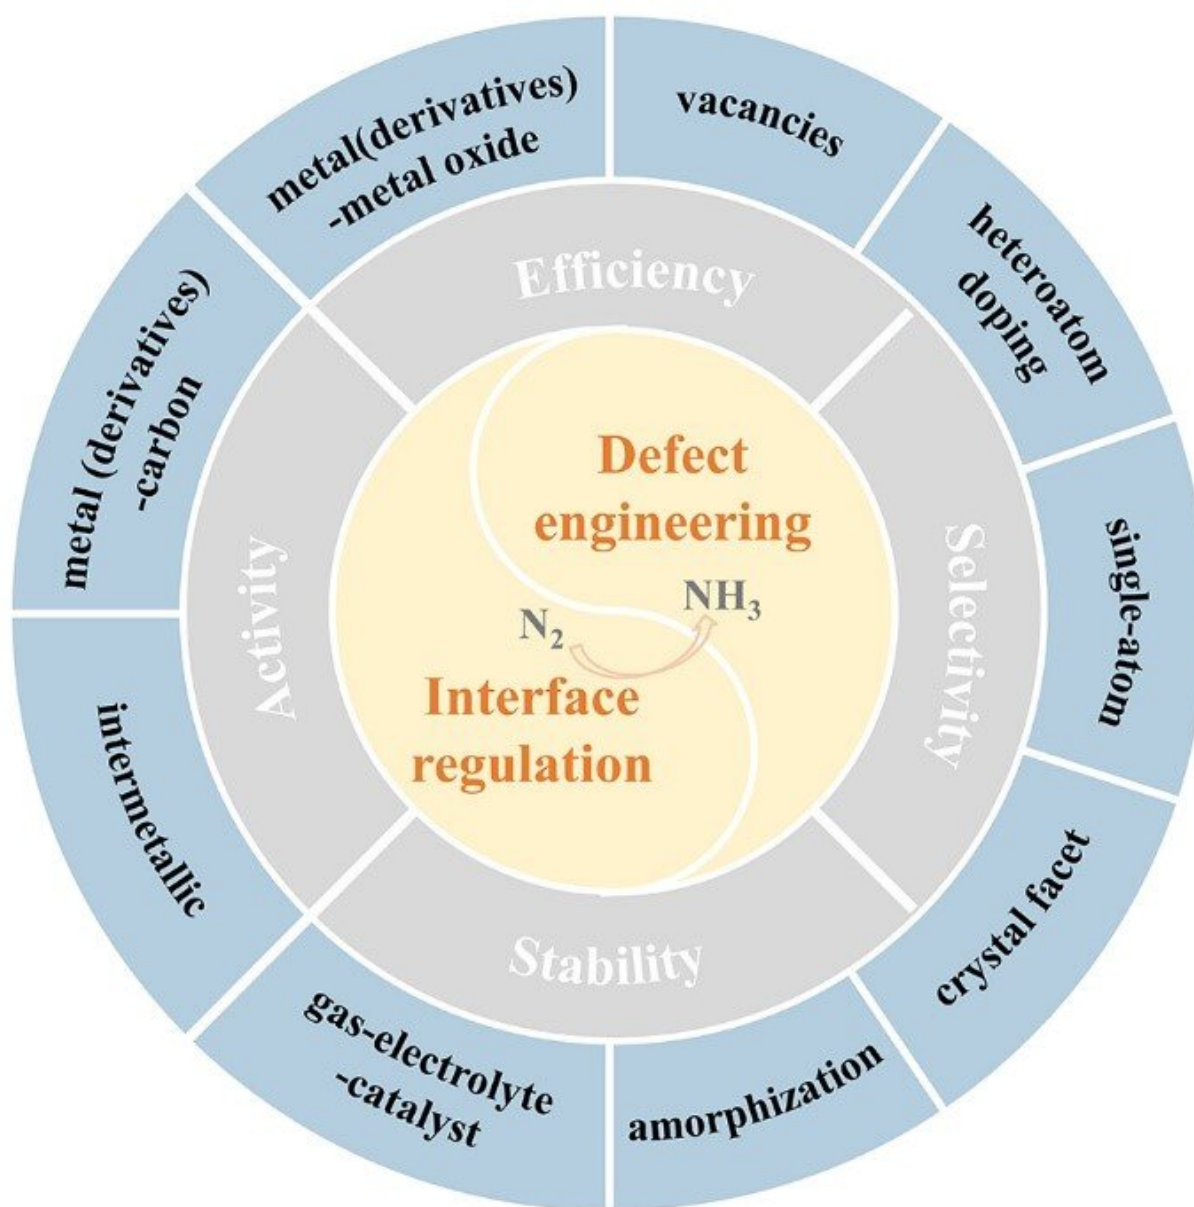 metal(derivatives)
-metal oxide
vacancies
heteroatom
doping
single-atom
crystal facet
amorphization
gas-electrolyte
-catalyst
intermetallic
metal (derivatives)
-carbon
Efficiency
Selectivity
Stability
Activity
Defect
engineering
N₂
NH₃
Interface
regulation